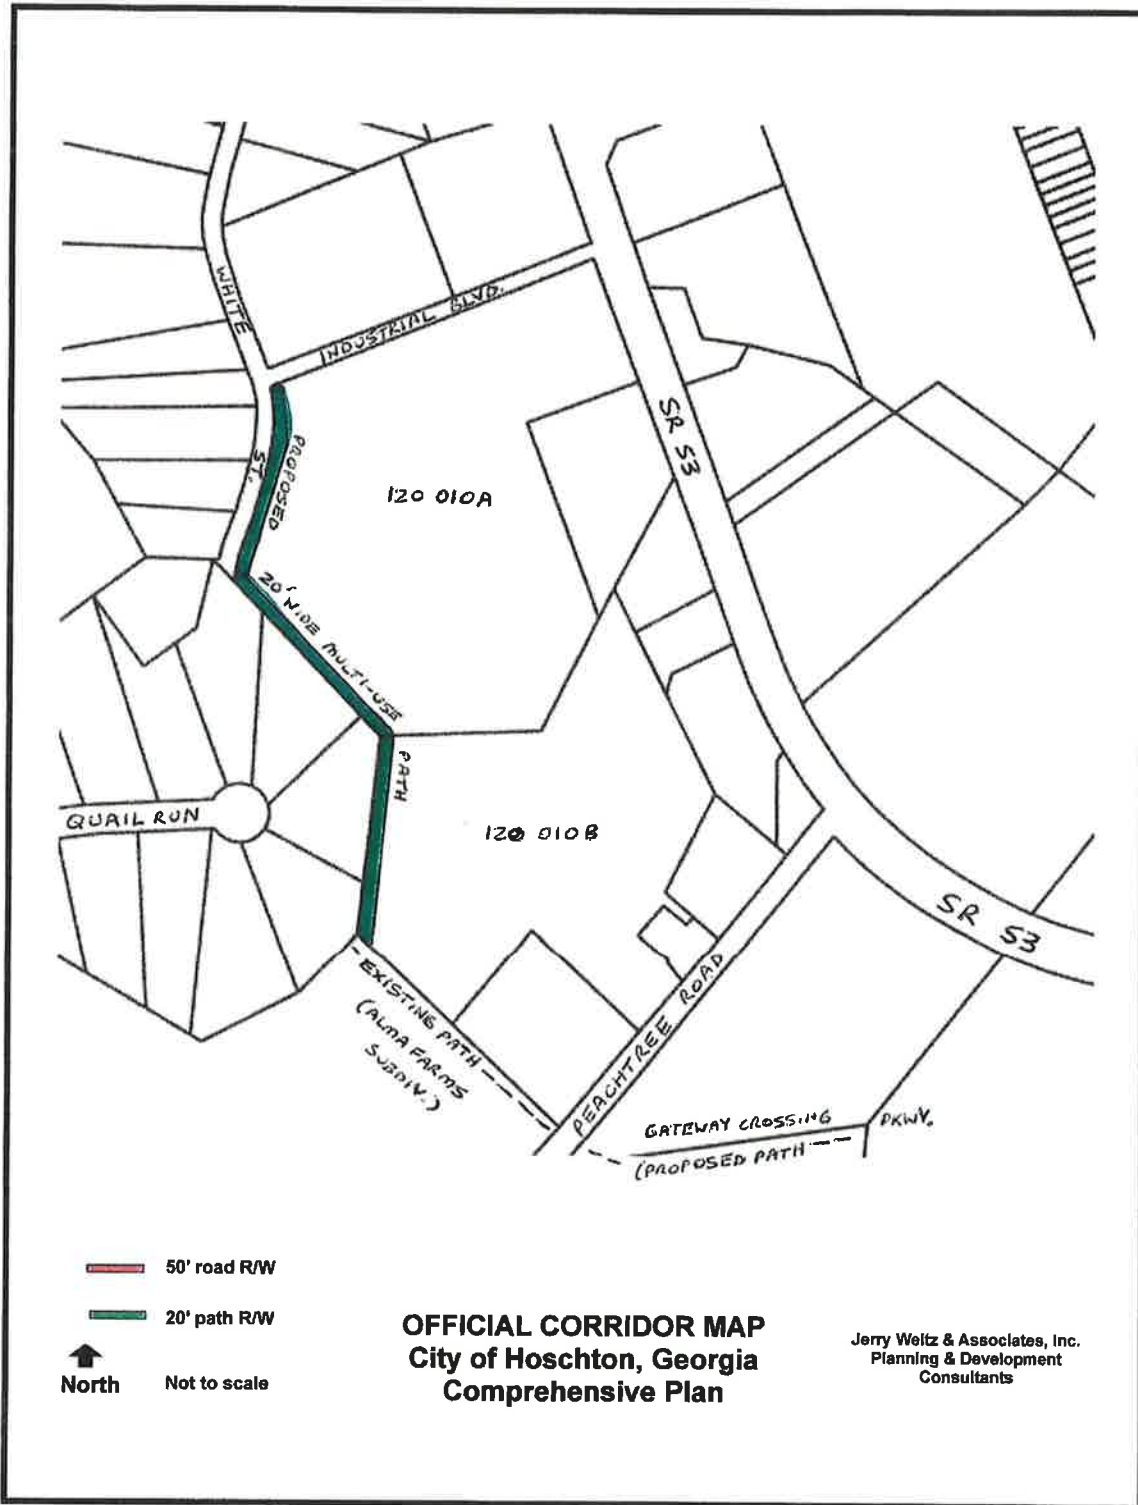 WHITE
ST.
INDUSTRIAL BLVD.
SR 53
PROPOSED
20' WIDE MULTI-USE
PATH
120 010A
QUAIL RUN
120 010B
SR 53
EXISTING PATH
(ALMA FARMS
SUBDIV.)
PEACHTREE ROAD
GATEWAY CROSSING PKWY.
(PROPOSED PATH
50' road R/W
20' path R/W
North
Not to scale
OFFICIAL CORRIDOR MAP
City of Hoschton, Georgia
Comprehensive Plan
Jerry Weitz & Associates, Inc.
Planning & Development
Consultants